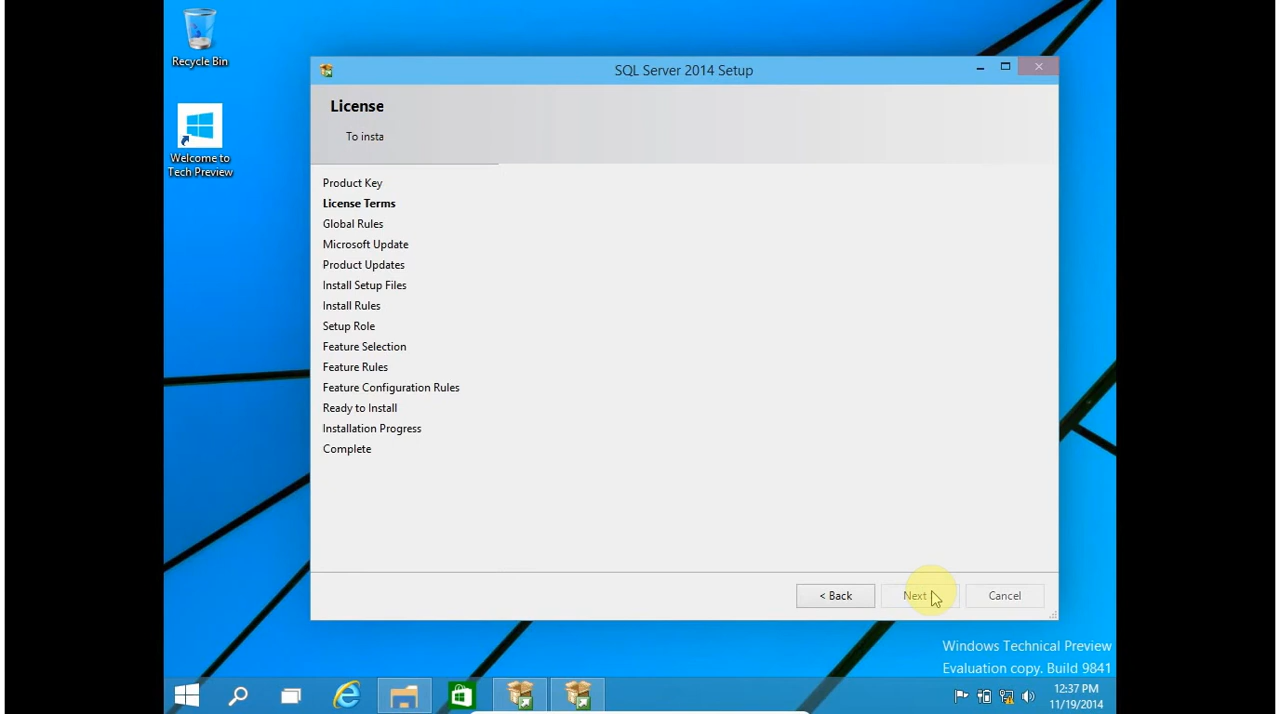 Recycle Bin
Welcome to
Tech Preview
SQL Server 2014 Setup
License
To insta
Product Key
License Terms
Global Rules
Microsoft Update
Product Updates
Install Setup Files
Install Rules
Setup Role
Feature Selection
Feature Rules
Feature Configuration Rules
Ready to Install
Installation Progress
Complete
< Back
Next
Cancel
Windows Technical Preview
Evaluation copy. Build 9841
12:37 PM
11/19/2014